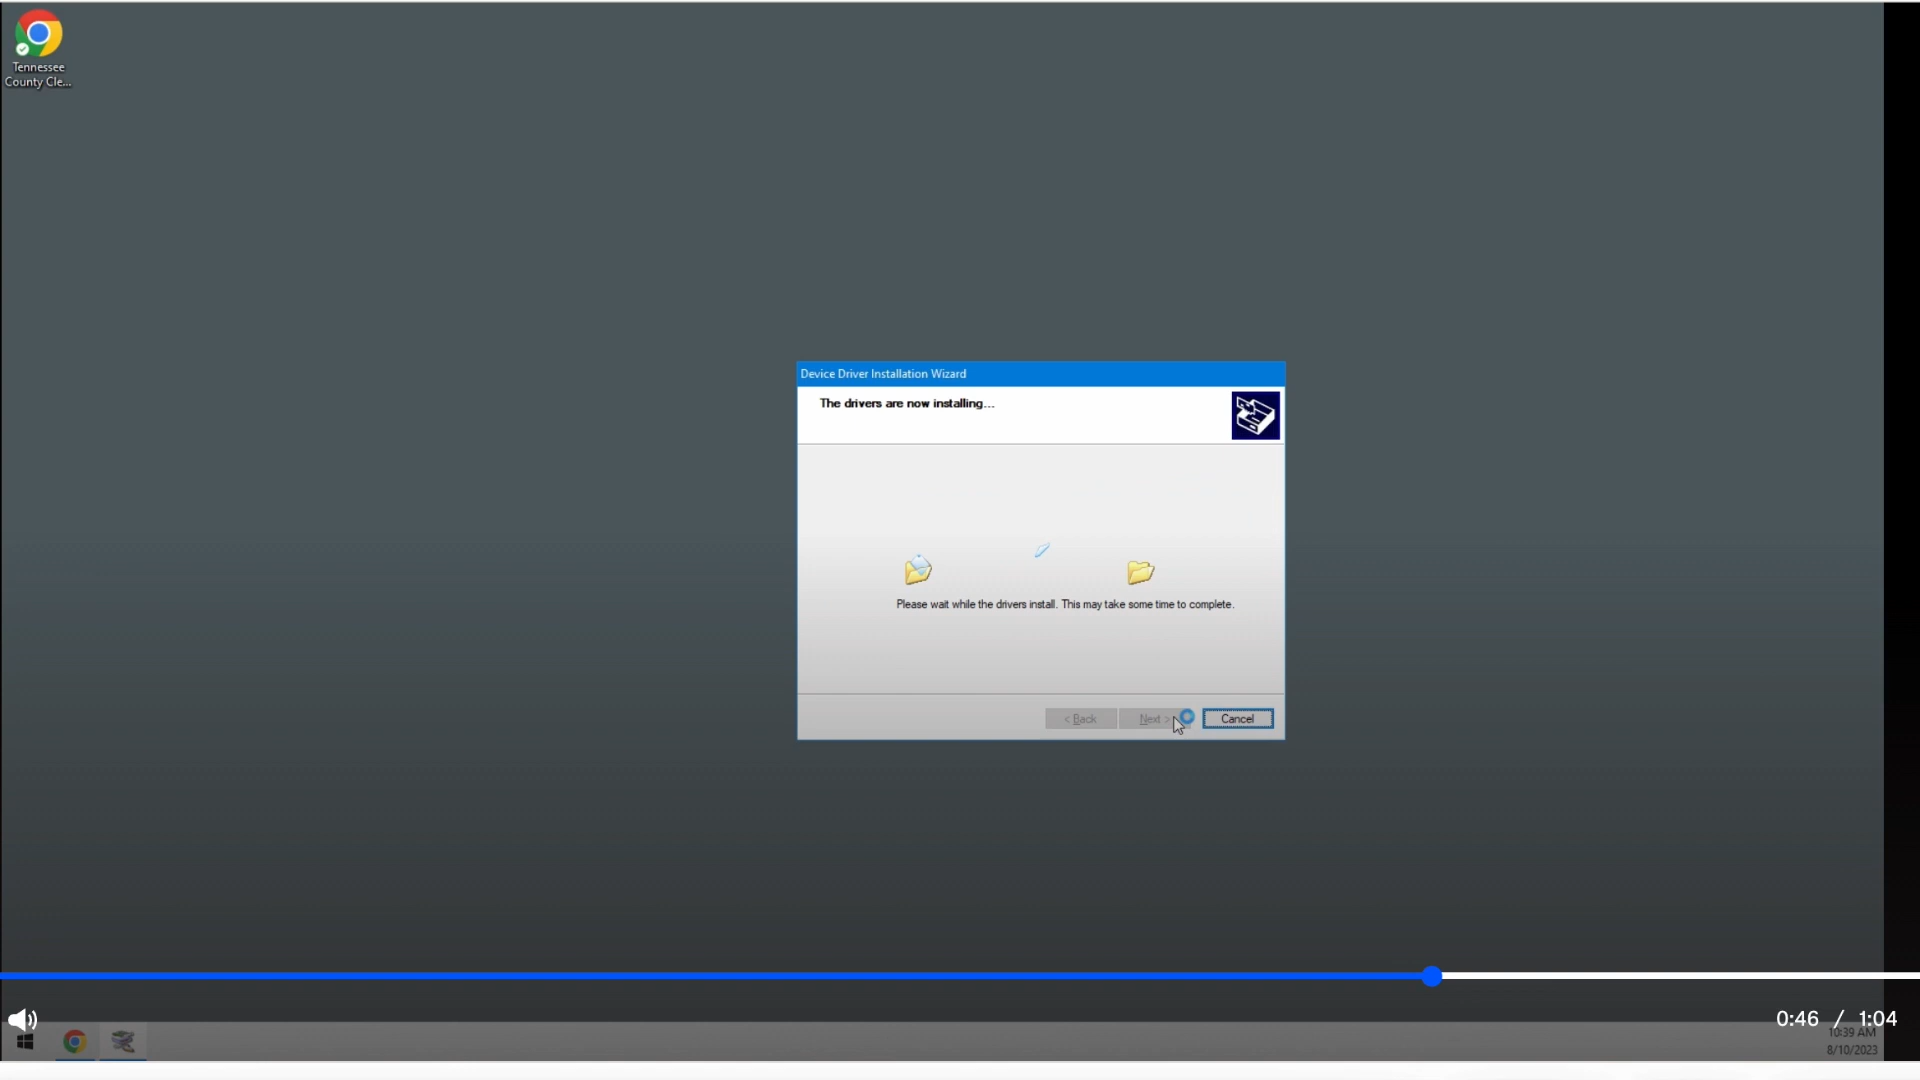 Tennessee
County Cle...
Device Driver Installation Wizard
The drivers are now installing...
Please wait while the drivers install. This may take some time to complete.
< Back
Next >
Cancel
0:46 / 1:04
10:39 AM
8/10/2023